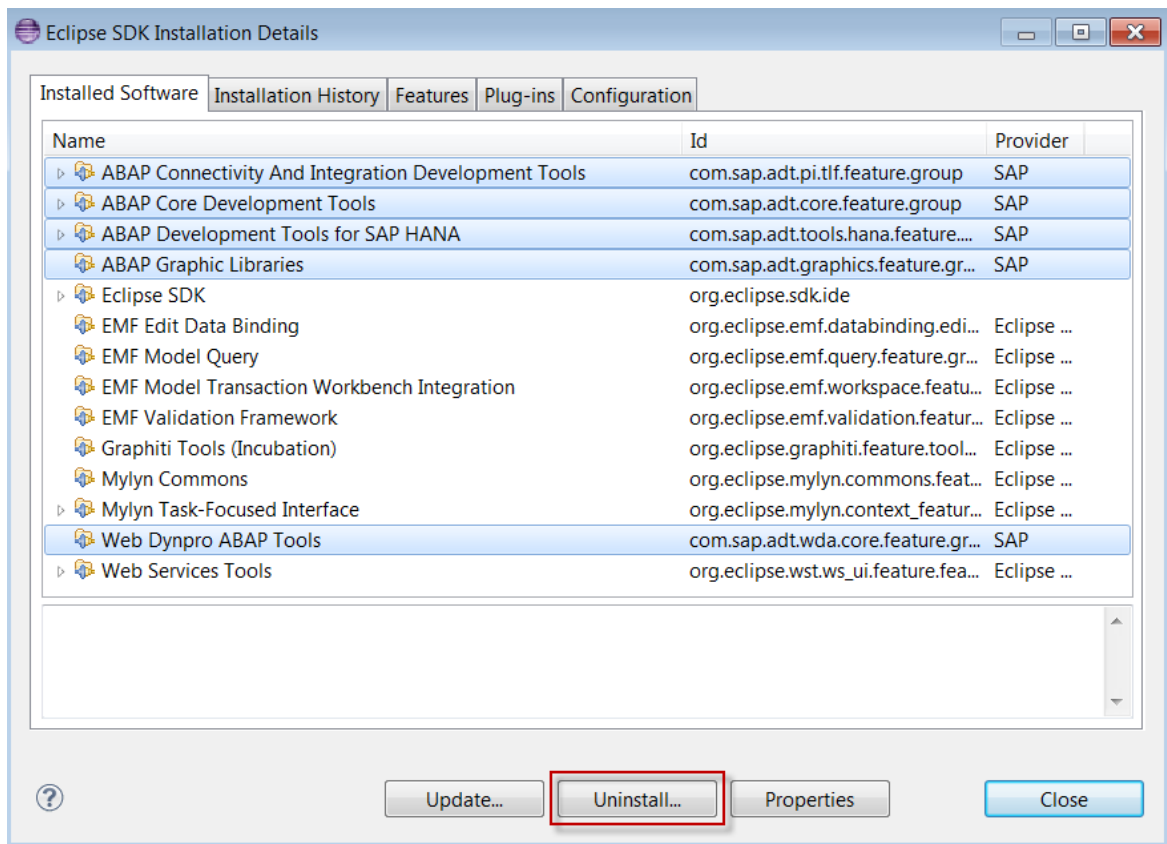 Eclipse SDK Installation Details
Installed Software Installation History Features Plug-ins Configuration
Name Id Provider
ABAP Connectivity And Integration Development Tools com.sap.adt.pi.tlf.feature.group SAP
ABAP Core Development Tools com.sap.adt.core.feature.group SAP
ABAP Development Tools for SAP HANA com.sap.adt.tools.hana.feature.... SAP
ABAP Graphic Libraries com.sap.adt.graphics.feature.gr... SAP
Eclipse SDK org.eclipse.sdk.ide
EMF Edit Data Binding org.eclipse.emf.databinding.edi... Eclipse ...
EMF Model Query org.eclipse.emf.query.feature.gr... Eclipse ...
EMF Model Transaction Workbench Integration org.eclipse.emf.workspace.featu... Eclipse ...
EMF Validation Framework org.eclipse.emf.validation.featur... Eclipse ...
Graphiti Tools (Incubation) org.eclipse.graphiti.feature.tool... Eclipse ...
Mylyn Commons org.eclipse.mylyn.commons.feat... Eclipse ...
Mylyn Task-Focused Interface org.eclipse.mylyn.context_featur... Eclipse ...
Web Dynpro ABAP Tools com.sap.adt.wda.core.feature.gr... SAP
Web Services Tools org.eclipse.wst.ws_ui.feature.fea... Eclipse ...
? Update... Uninstall... Properties Close